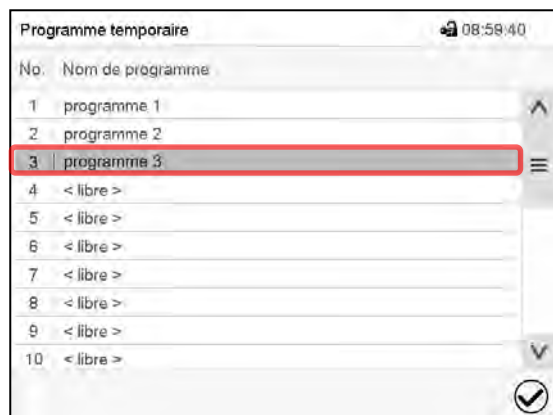 Programme temporaire 08:59:40
No. Nom de programme
1 programme 1
2 programme 2
3 programme 3
4 < libre >
5 < libre >
6 < libre >
7 < libre >
8 < libre >
9 < libre >
10 < libre >